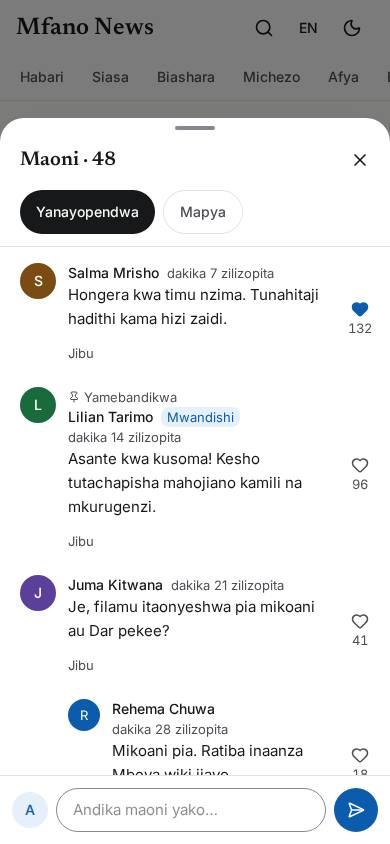 Mfano News
EN
Habari Siasa Biashara Michezo Afya
Maoni · 48
Yanayopendwa Mapya
S
Salma Mrisho dakika 7 zilizopita
Hongera kwa timu nzima. Tunahitaji
hadithi kama hizi zaidi.
132
Jibu
Yamebandikwa
L
Lilian Tarimo Mwandishi
dakika 14 zilizopita
Asante kwa kusoma! Kesho
tutachapisha mahojiano kamili na
mkurugenzi.
96
Jibu
J
Juma Kitwana dakika 21 zilizopita
Je, filamu itaonyeshwa pia mikoani
au Dar pekee?
41
Jibu
R
Rehema Chuwa
dakika 28 zilizopita
Mikoani pia. Ratiba inaanza
Mbeya wiki ijayo.
18
A
Andika maoni yako...